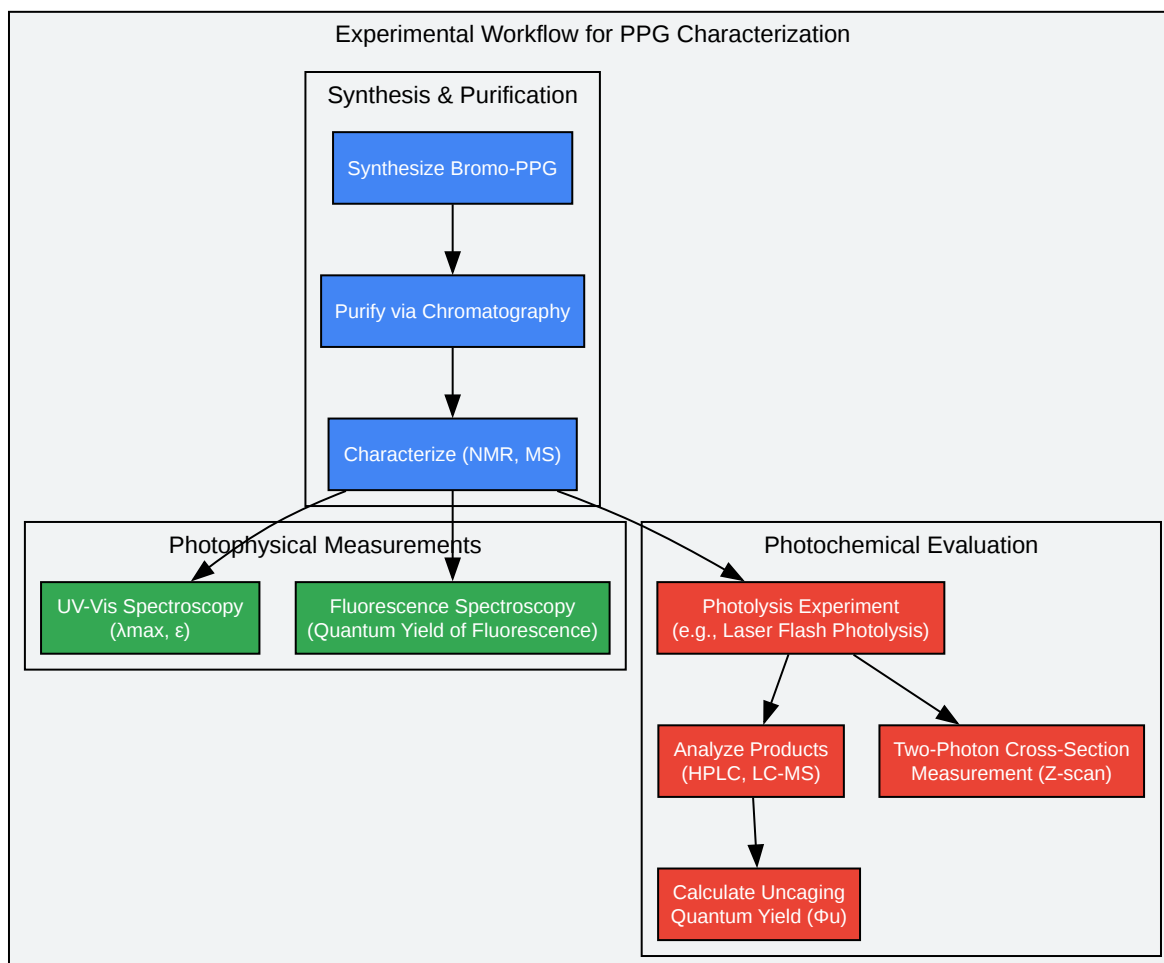 Experimental Workflow for PPG Characterization
Synthesis & Purification
Synthesize Bromo-PPG
Purify via Chromatography
Characterize (NMR, MS)
Photophysical Measurements
UV-Vis Spectroscopy
(λmax, ε)
Fluorescence Spectroscopy
(Quantum Yield of Fluorescence)
Photochemical Evaluation
Photolysis Experiment
(e.g., Laser Flash Photolysis)
Analyze Products
(HPLC, LC-MS)
Two-Photon Cross-Section
Measurement (Z-scan)
Calculate Uncaging
Quantum Yield (Φu)